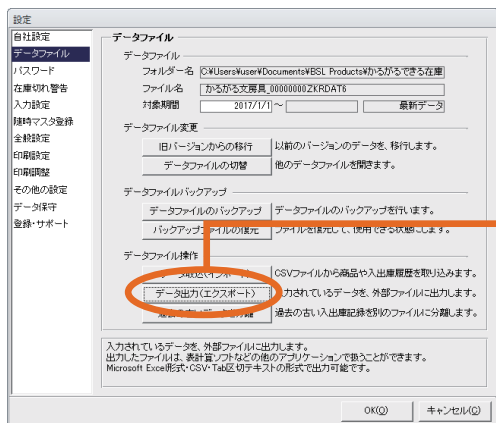 設定
自社設定
データファイル
パスワード
在庫切れ警告
入力設定
随時マスタ登録
全般設定
印刷設定
印刷調整
その他の設定
データ保守
登録・サポート
データファイル
データファイル
フォルダー名 C:¥Users¥user¥Documents¥BSL Products¥かるがるできる在庫
ファイル名 かるがる文房具_00000000ZKRDAT6
対象期間 2017/1/1 ~ 最新データ
データファイル変更
旧バージョンからの移行 以前のバージョンのデータを、移行します。
データファイルの切替 他のデータファイルを開きます。
データファイルバックアップ
データファイルのバックアップ データファイルのバックアップを行います。
バックアップファイルの復元 ファイルを復元して、使用できる状態にします。
データファイル操作
CSVファイルから商品や入出庫履歴を取り込みます。
データ出力(エクスポート) 入力されているデータを、外部ファイルに出力します。
過去の古い入出庫記録を別のファイルに分離します。
入力されているデータを、外部ファイルに出力します。
出力したファイルは、表計算ソフトなどの他のアプリケーションで扱うことができます。
Microsoft Excel形式・CSV・Tab区切テキストの形式で出力可能です。
OK(O) キャンセル(C)